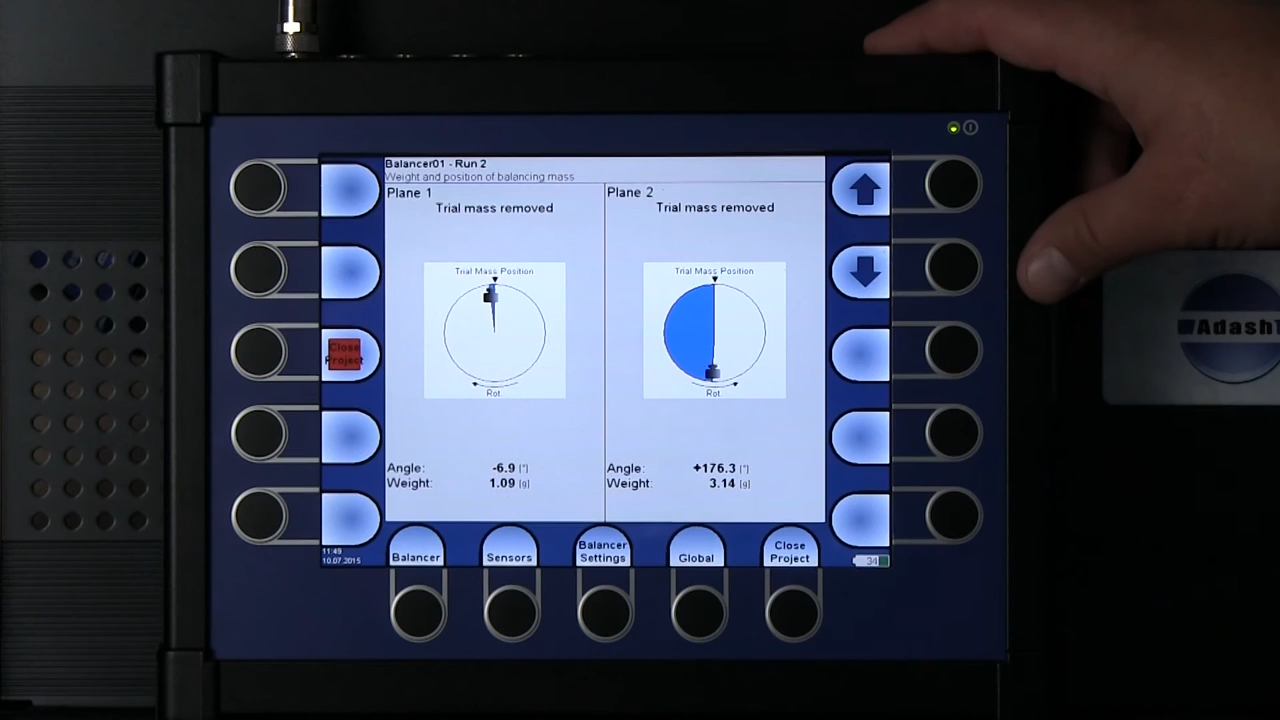 Balancer01 - Run 2
Weight and position of balancing mass
Plane 1
Trial mass removed
Trial Mass Position
Rot.
Angle: -6.9 [°]
Weight: 1.09 [g]
Plane 2
Trial mass removed
Trial Mass Position
Rot.
Angle: +176.3 [°]
Weight: 3.14 [g]
Close
Project
11:49
10.07.2015
Balancer
Sensors
Balancer
Settings
Global
Close
Project
34
Adash